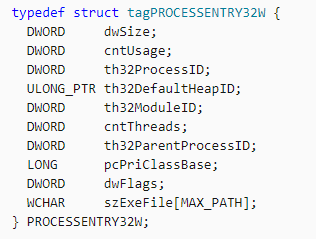 typedef struct tagPROCESSENTRY32W {
  DWORD     dwSize;
  DWORD     cntUsage;
  DWORD     th32ProcessID;
  ULONG_PTR th32DefaultHeapID;
  DWORD     th32ModuleID;
  DWORD     cntThreads;
  DWORD     th32ParentProcessID;
  LONG      pcPriClassBase;
  DWORD     dwFlags;
  WCHAR     szExeFile[MAX_PATH];
} PROCESSENTRY32W;